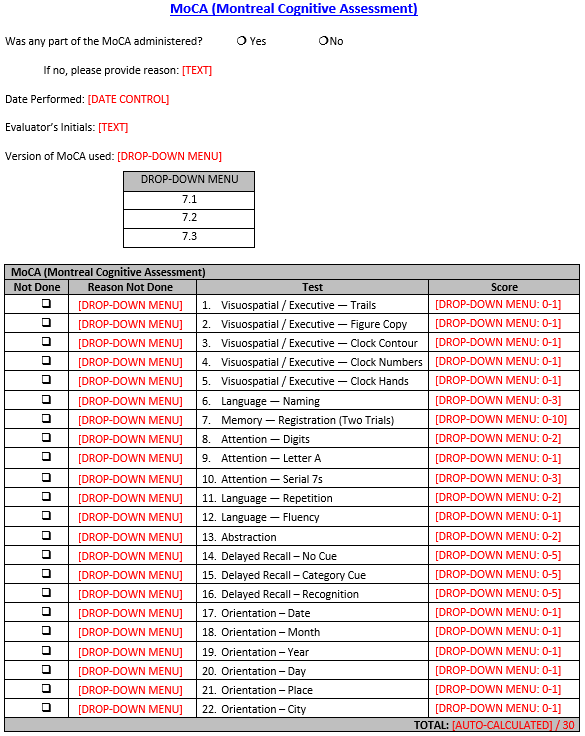 MoCA (Montreal Cognitive Assessment)
Was any part of the MoCA administered? Yes No
If no, please provide reason: [TEXT]
Date Performed: [DATE CONTROL]
Evaluator's Initials: [TEXT]
Version of MoCA used: [DROP-DOWN MENU]
DROP-DOWN MENU
7.1
7.2
7.3
MoCA (Montreal Cognitive Assessment)
Not Done Reason Not Done Test Score
[DROP-DOWN MENU] 1. Visuospatial / Executive — Trails [DROP-DOWN MENU: 0-1]
[DROP-DOWN MENU] 2. Visuospatial / Executive — Figure Copy [DROP-DOWN MENU: 0-1]
[DROP-DOWN MENU] 3. Visuospatial / Executive — Clock Contour [DROP-DOWN MENU: 0-1]
[DROP-DOWN MENU] 4. Visuospatial / Executive — Clock Numbers [DROP-DOWN MENU: 0-1]
[DROP-DOWN MENU] 5. Visuospatial / Executive — Clock Hands [DROP-DOWN MENU: 0-1]
[DROP-DOWN MENU] 6. Language — Naming [DROP-DOWN MENU: 0-3]
[DROP-DOWN MENU] 7. Memory — Registration (Two Trials) [DROP-DOWN MENU: 0-10]
[DROP-DOWN MENU] 8. Attention — Digits [DROP-DOWN MENU: 0-2]
[DROP-DOWN MENU] 9. Attention — Letter A [DROP-DOWN MENU: 0-1]
[DROP-DOWN MENU] 10. Attention — Serial 7s [DROP-DOWN MENU: 0-3]
[DROP-DOWN MENU] 11. Language — Repetition [DROP-DOWN MENU: 0-2]
[DROP-DOWN MENU] 12. Language — Fluency [DROP-DOWN MENU: 0-1]
[DROP-DOWN MENU] 13. Abstraction [DROP-DOWN MENU: 0-2]
[DROP-DOWN MENU] 14. Delayed Recall – No Cue [DROP-DOWN MENU: 0-5]
[DROP-DOWN MENU] 15. Delayed Recall – Category Cue [DROP-DOWN MENU: 0-5]
[DROP-DOWN MENU] 16. Delayed Recall – Recognition [DROP-DOWN MENU: 0-5]
[DROP-DOWN MENU] 17. Orientation – Date [DROP-DOWN MENU: 0-1]
[DROP-DOWN MENU] 18. Orientation – Month [DROP-DOWN MENU: 0-1]
[DROP-DOWN MENU] 19. Orientation – Year [DROP-DOWN MENU: 0-1]
[DROP-DOWN MENU] 20. Orientation – Day [DROP-DOWN MENU: 0-1]
[DROP-DOWN MENU] 21. Orientation – Place [DROP-DOWN MENU: 0-1]
[DROP-DOWN MENU] 22. Orientation – City [DROP-DOWN MENU: 0-1]
TOTAL: [AUTO-CALCULATED] / 30